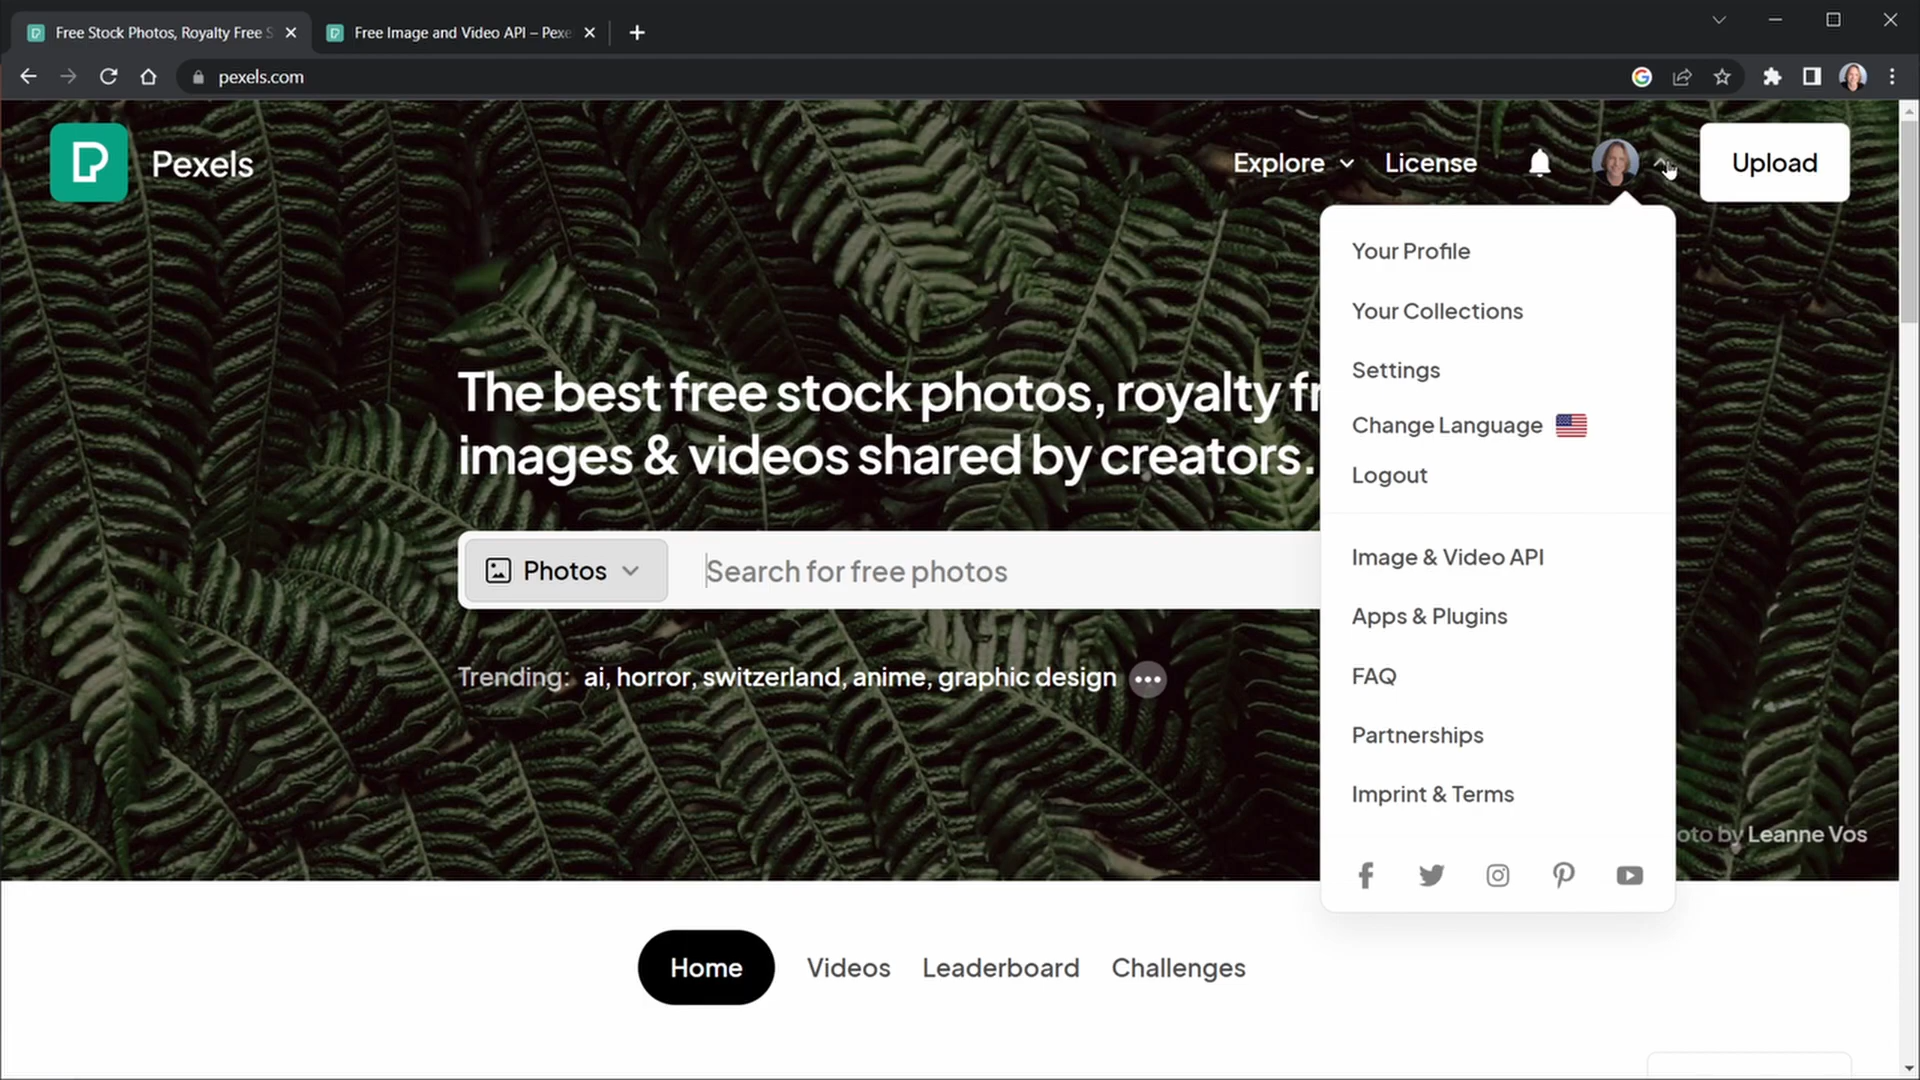 Free Stock Photos, Royalty Free S
Free Image and Video API – Pexe
pexels.com
Pexels
Explore
License
Upload
Your Profile
Your Collections
Settings
Change Language
Logout
Image & Video API
Apps & Plugins
FAQ
Partnerships
Imprint & Terms
The best free stock photos, royalty fr
images & videos shared by creators.
Photos
Search for free photos
Trending: ai, horror, switzerland, anime, graphic design
oto by Leanne Vos
Home
Videos
Leaderboard
Challenges